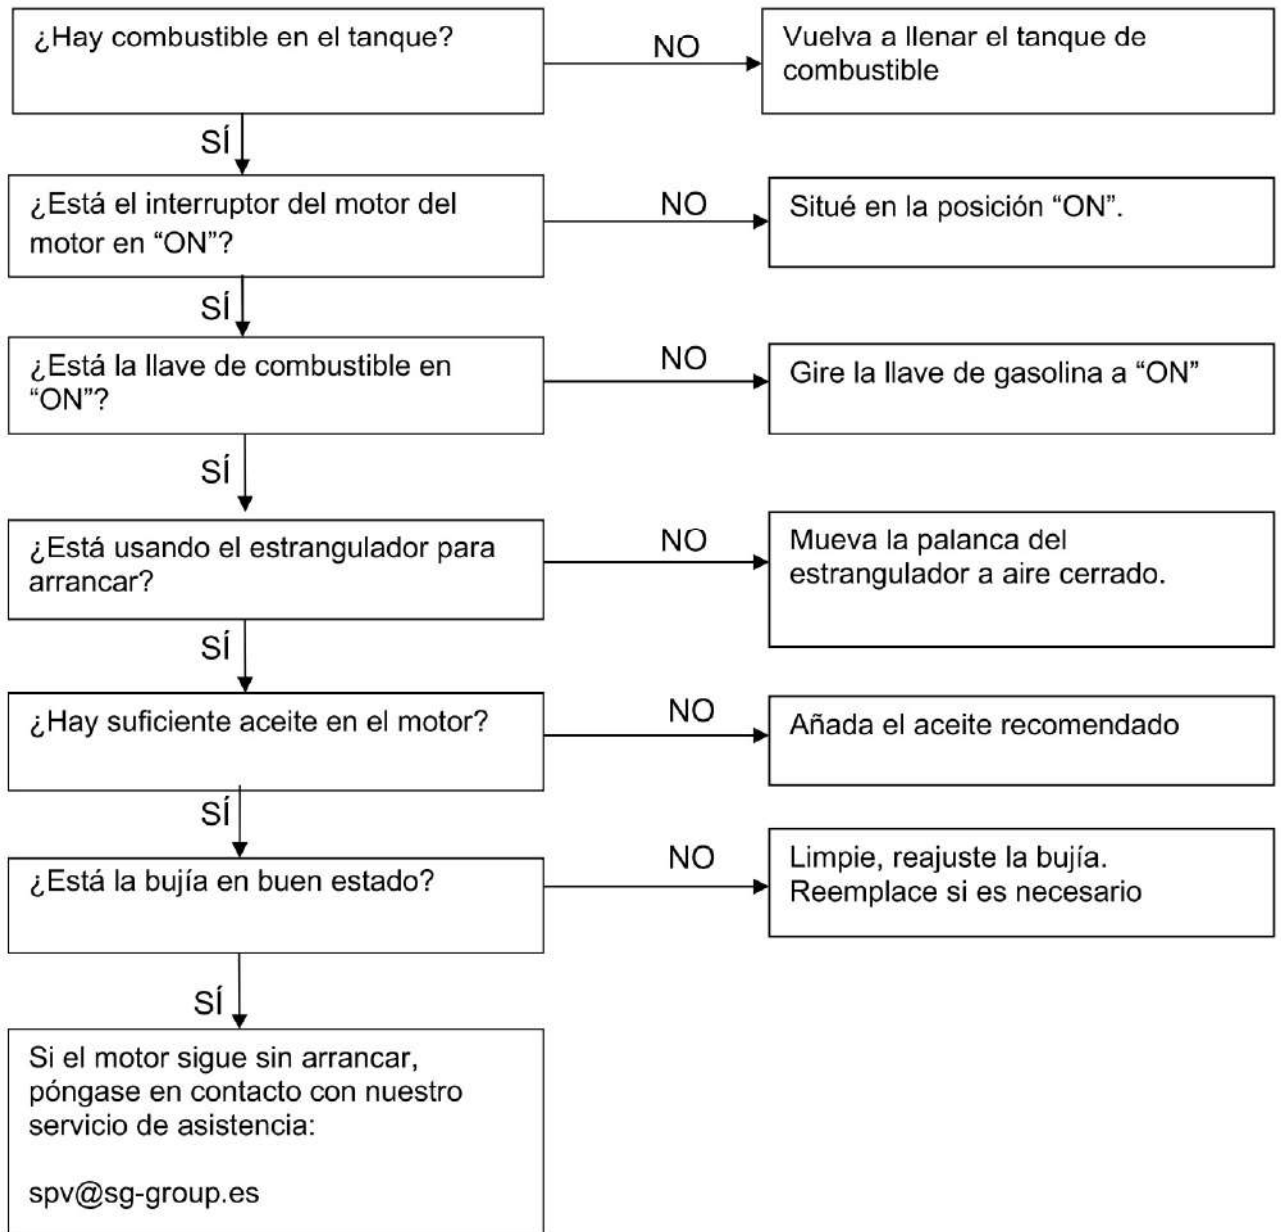 ¿Hay combustible en el tanque?
NO
Vuelva a llenar el tanque de
combustible
SÍ
¿Está el interruptor del motor del
motor en “ON”?
NO
Situé en la posición “ON”.
SÍ
¿Está la llave de combustible en
“ON”?
NO
Gire la llave de gasolina a “ON”
SÍ
¿Está usando el estrangulador para
arrancar?
NO
Mueva la palanca del
estrangulador a aire cerrado.
SÍ
¿Hay suficiente aceite en el motor?
NO
Añada el aceite recomendado
SÍ
¿Está la bujía en buen estado?
NO
Limpie, reajuste la bujía.
Reemplace si es necesario
SÍ
Si el motor sigue sin arrancar,
póngase en contacto con nuestro
servicio de asistencia:
spv@sg-group.es